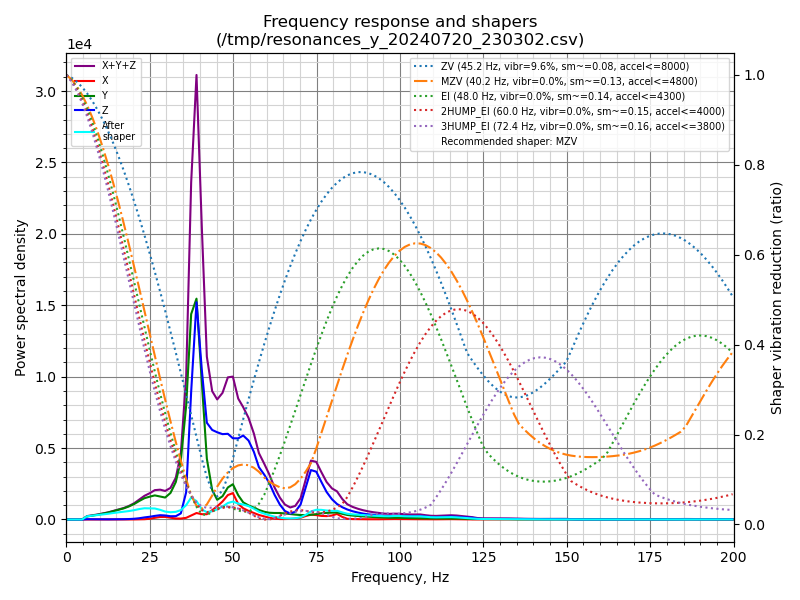 Frequency response and shapers
(/tmp/resonances_y_20240720_230302.csv)
1e4
X+Y+Z
X
Y
Z
After
shaper
ZV (45.2 Hz, vibr=9.6%, sm~=0.08, accel<=8000)
MZV (40.2 Hz, vibr=0.0%, sm~=0.13, accel<=4800)
EI (48.0 Hz, vibr=0.0%, sm~=0.14, accel<=4300)
2HUMP_EI (60.0 Hz, vibr=0.0%, sm~=0.15, accel<=4000)
3HUMP_EI (72.4 Hz, vibr=0.0%, sm~=0.16, accel<=3800)
Recommended shaper: MZV
Power spectral density
3.0
2.5
2.0
1.5
1.0
0.5
0.0
1.0
0.8
0.6
0.4
0.2
0.0
Shaper vibration reduction (ratio)
0 25 50 75 100 125 150 175 200
Frequency, Hz